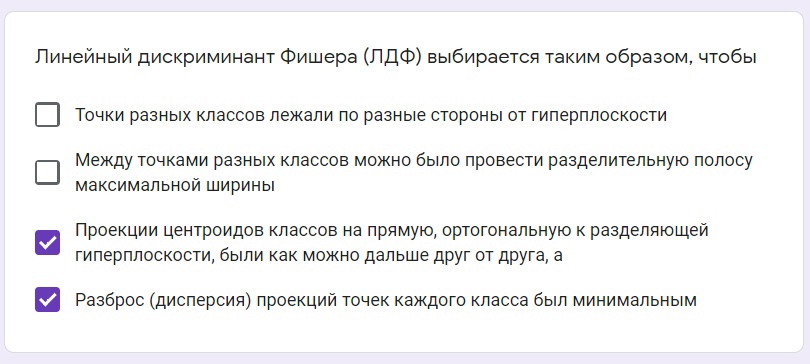 Линейный дискриминант Фишера (ЛДФ) выбирается таким образом, чтобы
Точки разных классов лежали по разные стороны от гиперплоскости
Между точками разных классов можно было провести разделительную полосу
максимальной ширины
Проекции центроидов классов на прямую, ортогональную к разделяющей
гиперплоскости, были как можно дальше друг от друга, а
Разброс (дисперсия) проекций точек каждого класса был минимальным